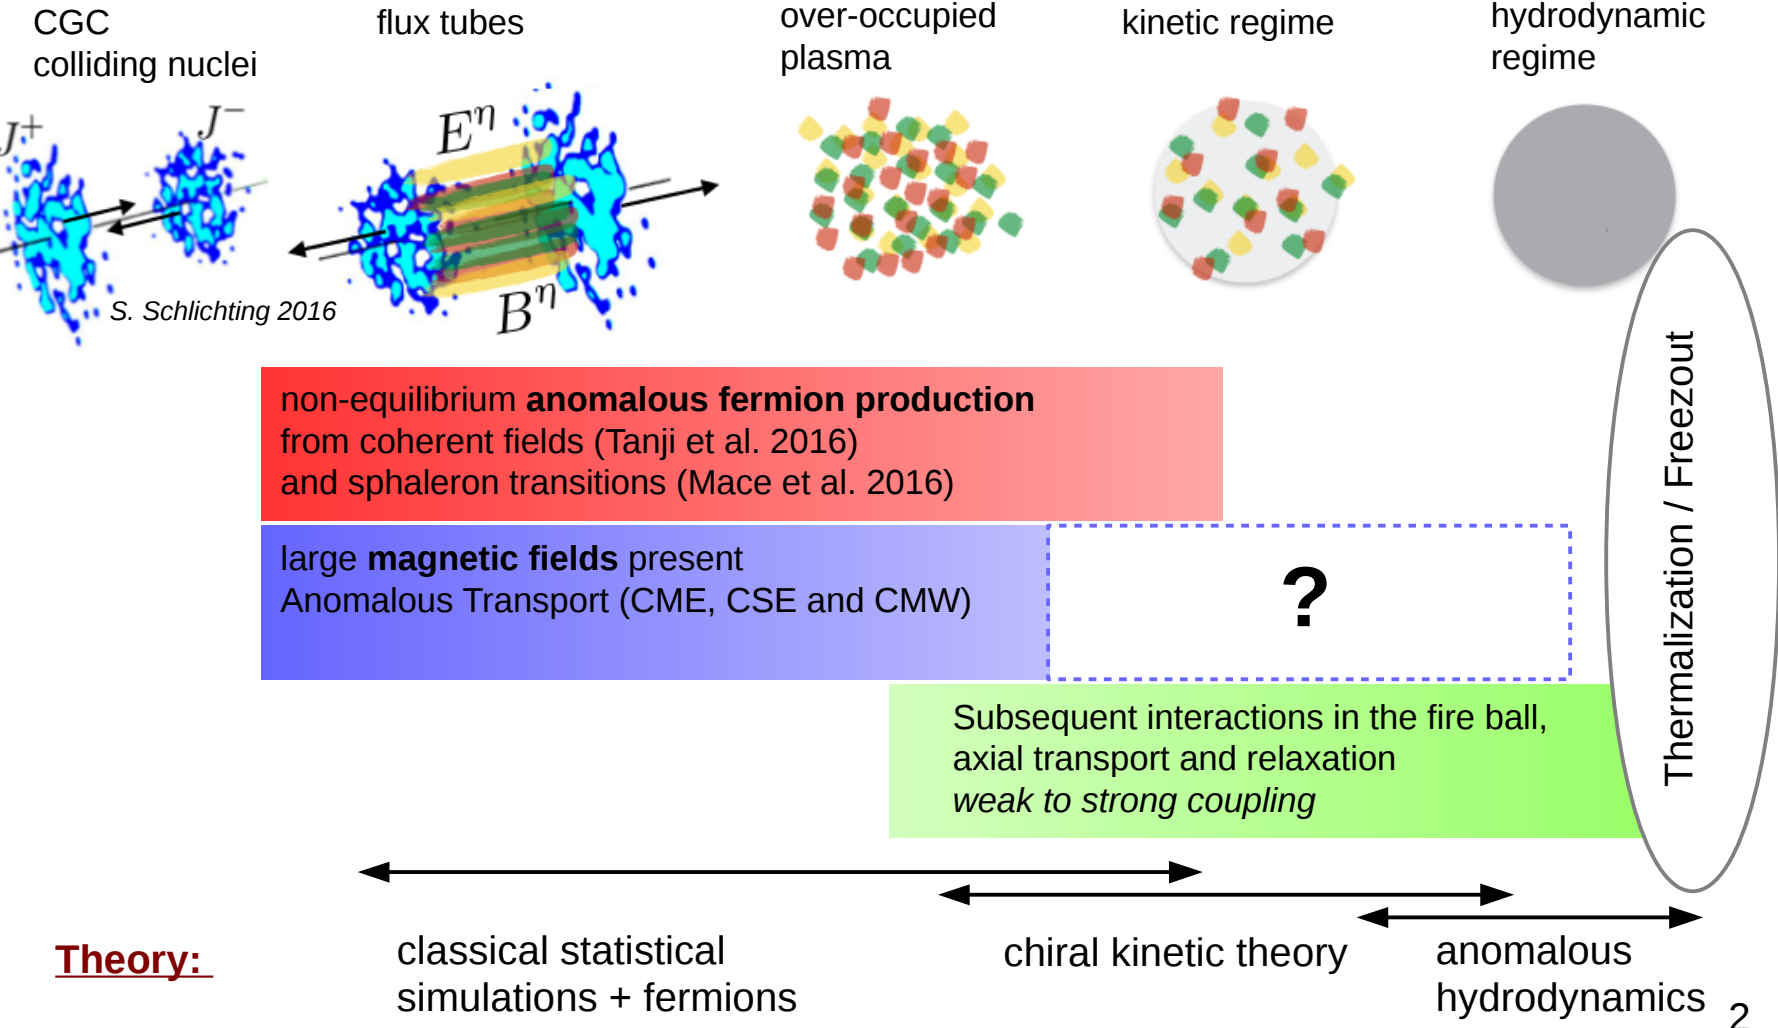 CGC
colliding nuclei
flux tubes
over-occupied
plasma
kinetic regime
hydrodynamic
regime
J⁺
J⁻
E^η
B^η
S. Schlichting 2016
non-equilibrium anomalous fermion production
from coherent fields (Tanji et al. 2016)
and sphaleron transitions (Mace et al. 2016)
large magnetic fields present
Anomalous Transport (CME, CSE and CMW)
?
Subsequent interactions in the fire ball,
axial transport and relaxation
weak to strong coupling
Thermalization / Freezout
Theory:
classical statistical
simulations + fermions
chiral kinetic theory
anomalous
hydrodynamics
2